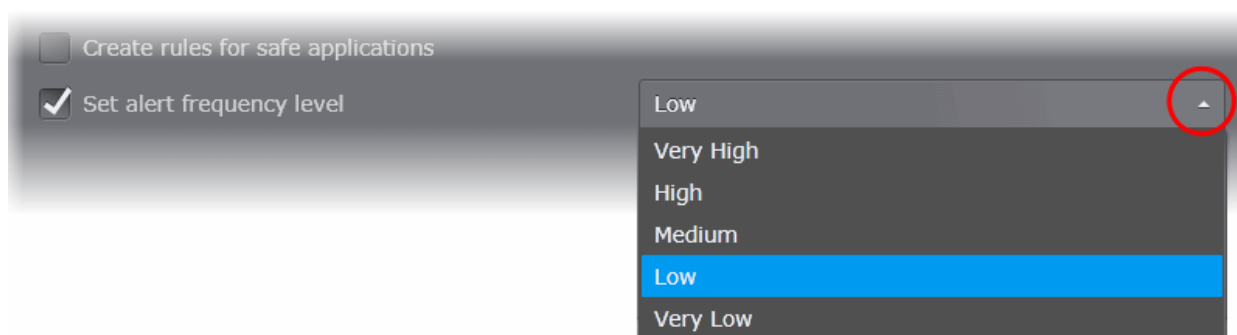 Create rules for safe applications
Set alert frequency level
Low
Very High
High
Medium
Low
Very Low